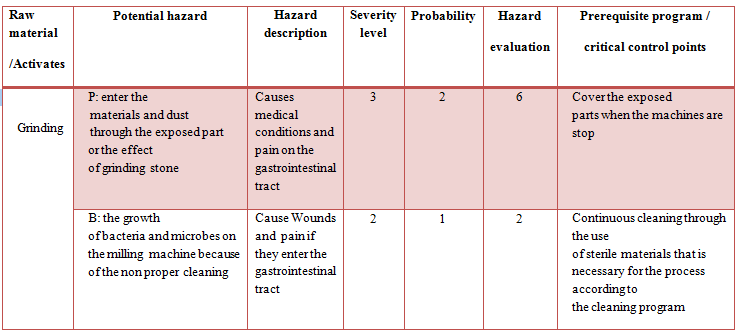 Raw material /Activates
Potential hazard
Hazard description
Severity level
Probability
Hazard evaluation
Prerequisite program / critical control points
Grinding
P: enter the
materials and dust
through the exposed part
or the effect
of grinding stone
Causes
medical
conditions and
pain on the
gastrointestinal
tract
3
2
6
Cover the exposed
parts when the machines are
stop
B: the growth
of bacteria and microbes on
the milling machine because
of the non proper cleaning
Cause Wounds
and pain if
they enter the
gastrointestinal
tract
2
1
2
Continuous cleaning through
the use
of sterile materials that is
necessary for the process
according to
the cleaning program